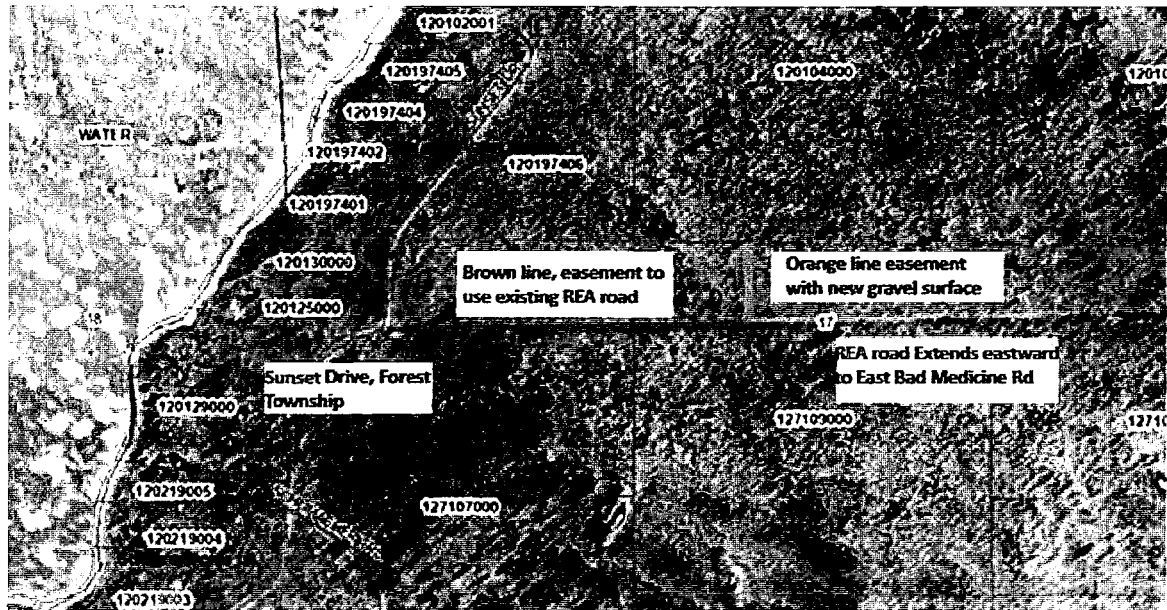 120102001
120197405
120104000
12010
120197404
WATER
120197402
120197406
120197401
120130000
Brown line, easement to
use existing REA road
Orange line easement
with new gravel surface
120125000
18
17
REA road Extends eastward
to East Bad Medicine Rd
Sunset Drive, Forest
Township
120129000
127109000
12710
120219005
127107000
120219004
120219003